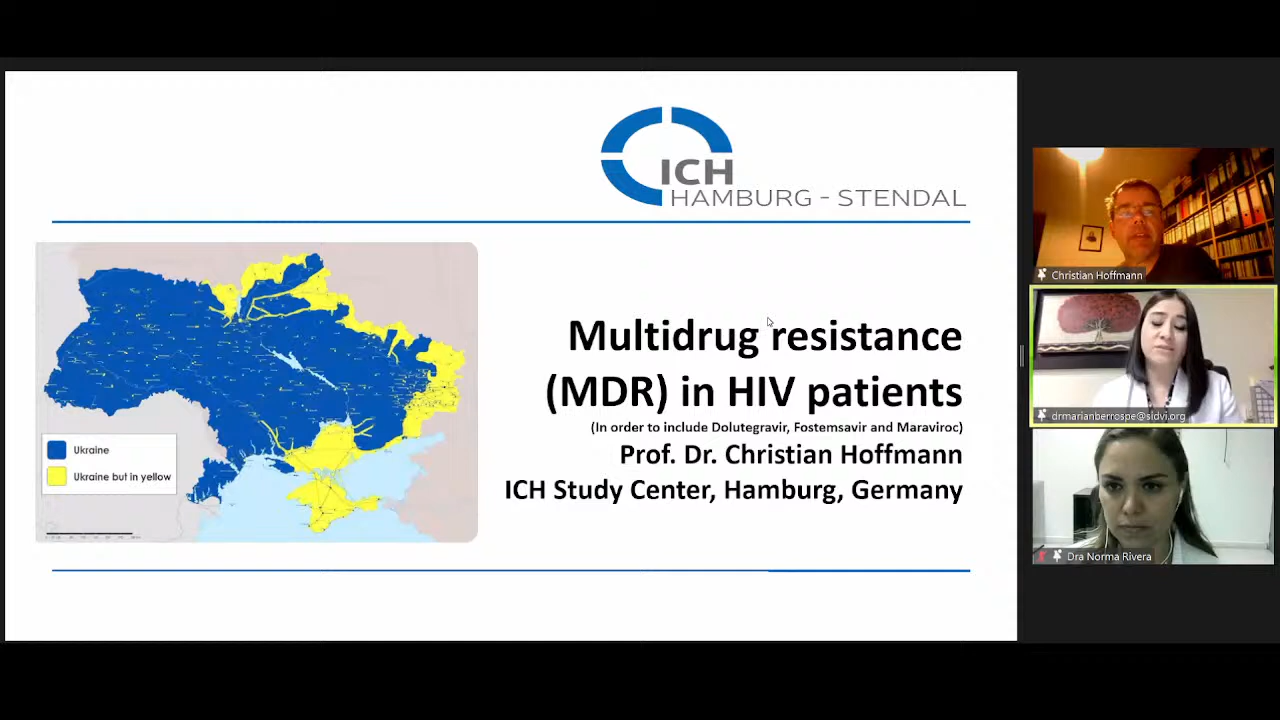 ICH
HAMBURG - STENDAL
Multidrug resistance
(MDR) in HIV patients
(In order to include Dolutegravir, Fostemsavir and Maraviroc)
Prof. Dr. Christian Hoffmann
ICH Study Center, Hamburg, Germany
Ukraine
Ukraine but in yellow
Christian Hoffmann
drmarianberrospe@sidvi.org
Dra Norma Rivera